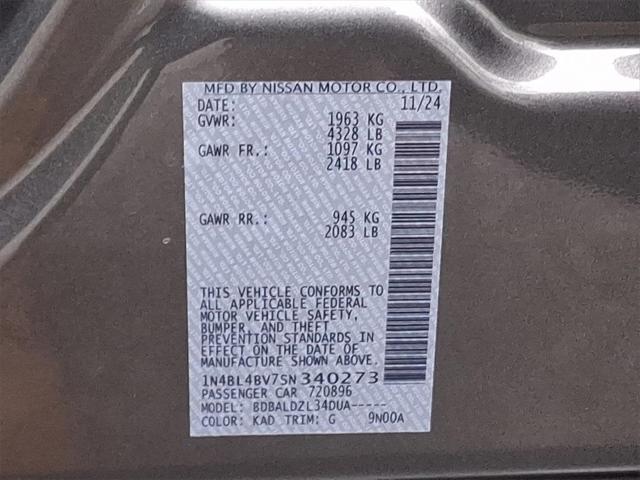 MFD BY NISSAN MOTOR CO., LTD.
DATE: 11/24
GVWR: 1963 KG
4328 LB
GAWR FR.: 1097 KG
2418 LB
GAWR RR.: 945 KG
2083 LB
THIS VEHICLE CONFORMS TO
ALL APPLICABLE FEDERAL
MOTOR VEHICLE SAFETY,
BUMPER, AND THEFT
PREVENTION STANDARDS
IN EFFECT ON THE DATE OF
MANUFACTURE SHOWN ABOVE.
1N4BL4BV7SN340273
PASSENGER CAR 720896
MODEL: BDBALDZL34DUA-----
COLOR: KAD TRIM: G 9N00A